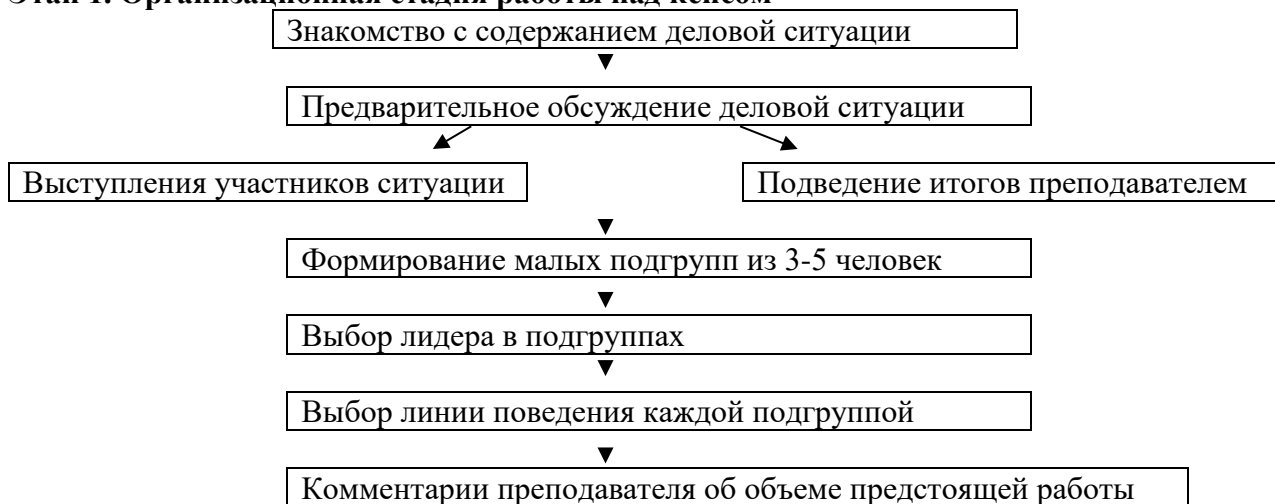 Этап 1. Организационная стадия работы над кейсом
Знакомство с содержанием деловой ситуации
Предварительное обсуждение деловой ситуации
Выступления участников ситуации
Подведение итогов преподавателем
Формирование малых подгрупп из 3-5 человек
Выбор лидера в подгруппах
Выбор линии поведения каждой подгруппой
Комментарии преподавателя об объеме предстоящей работы